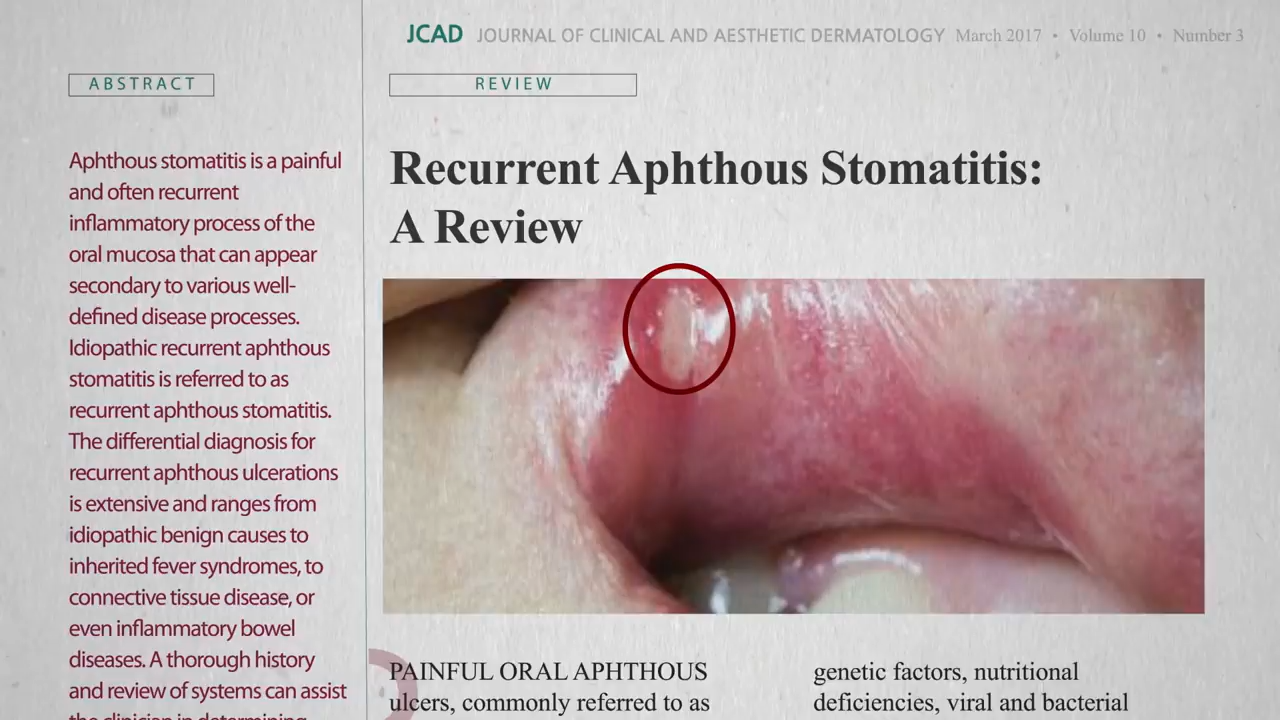 JCAD JOURNAL OF CLINICAL AND AESTHETIC DERMATOLOGY March 2017 • Volume 10 • Number 3
ABSTRACT
Aphthous stomatitis is a painful
and often recurrent
inflammatory process of the
oral mucosa that can appear
secondary to various well-
defined disease processes.
Idiopathic recurrent aphthous
stomatitis is referred to as
recurrent aphthous stomatitis.
The differential diagnosis for
recurrent aphthous ulcerations
is extensive and ranges from
idiopathic benign causes to
inherited fever syndromes, to
connective tissue disease, or
even inflammatory bowel
diseases. A thorough history
and review of systems can assist
the clinician in determining
REVIEW
Recurrent Aphthous Stomatitis:
A Review
PAINFUL ORAL APHTHOUS
ulcers, commonly referred to as
genetic factors, nutritional
deficiencies, viral and bacterial